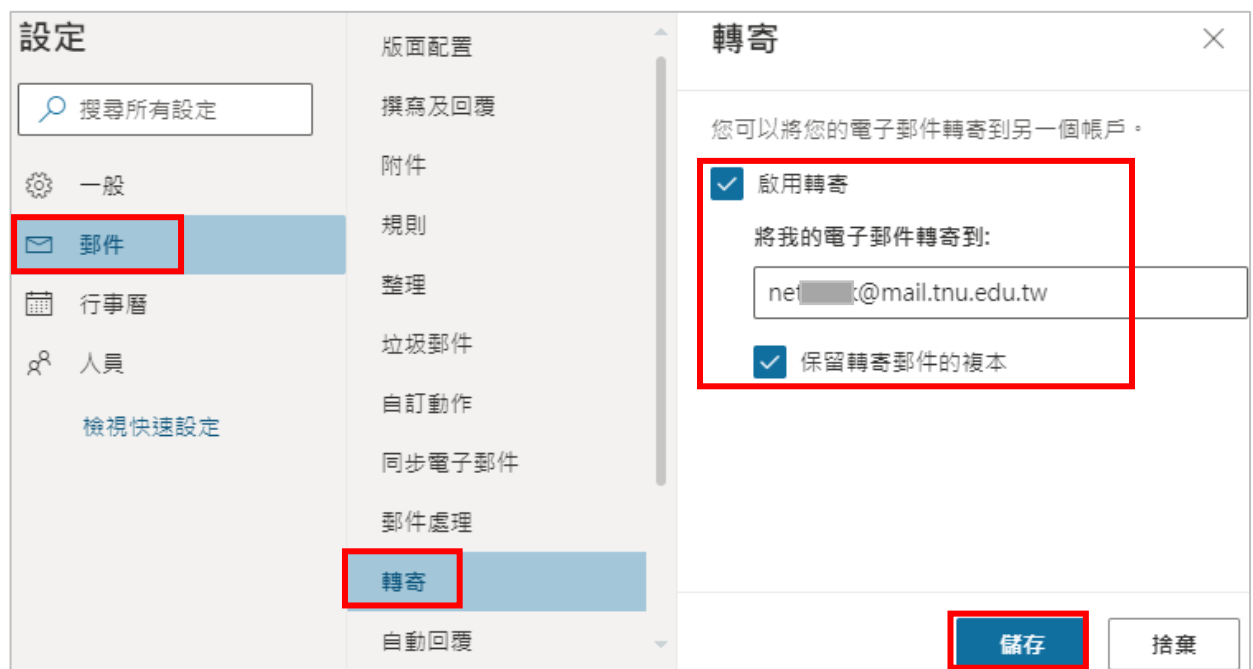 設定
搜尋所有設定
一般
郵件
行事曆
人員
檢視快速設定
版面配置
撰寫及回覆
附件
規則
整理
垃圾郵件
自訂動作
同步電子郵件
郵件處理
轉寄
自動回覆
轉寄
您可以將您的電子郵件轉寄到另一個帳戶。
啟用轉寄
將我的電子郵件轉寄到:
@mail.tnu.edu.tw
保留轉寄郵件的複本
儲存
捨棄